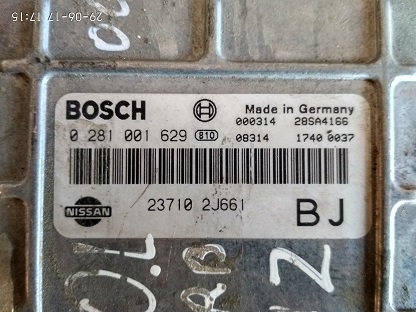 29-06-17 17:15
BOSCH
Made in Germany
000314 28SA4166
0 281 001 629 810 08314 1740 0037
NISSAN
23710 2J661
BJ